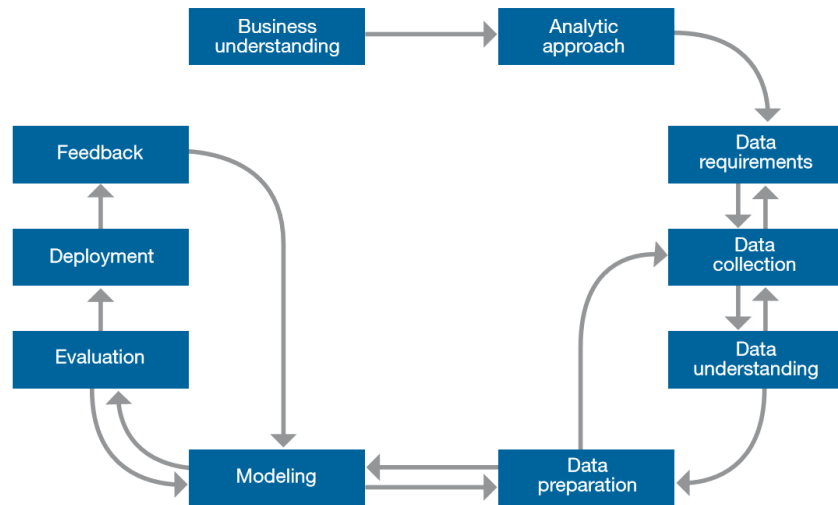 Business
understanding
Analytic
approach
Feedback
Data
requirements
Deployment
Data
collection
Evaluation
Data
understanding
Modeling
Data
preparation